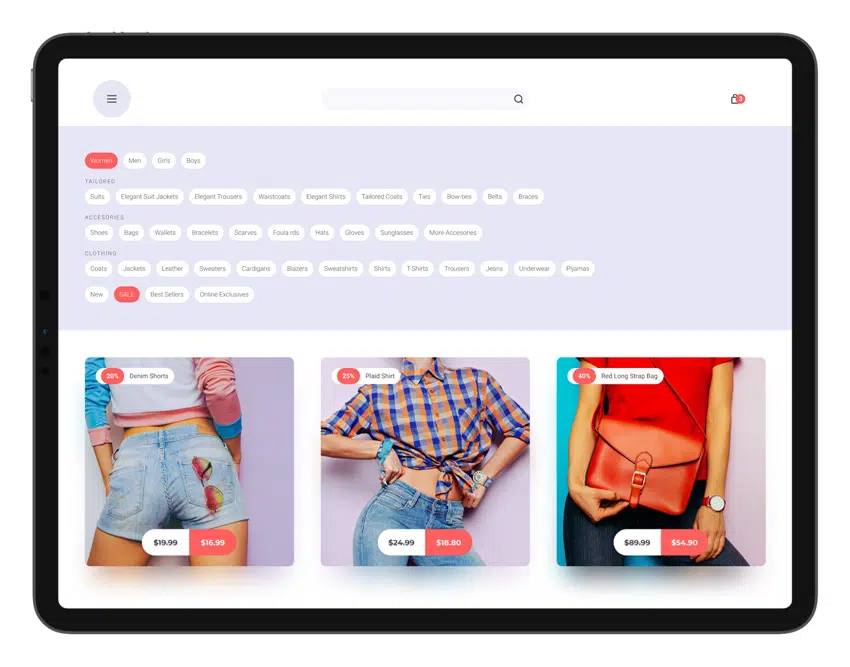 3
Women Men Girls Boys
TAILORED
Suits Elegant Suit Jackets Elegant Trousers Waistcoats Elegant Shirts Tailored Coats Ties Bow-ties Belts Braces
ACCESORIES
Shoes Bags Wallets Bracelets Scarves Foulards Hats Gloves Sunglasses More Accesories
CLOTHING
Coats Jackets Leather Sweaters Cardigans Blazers Sweatshirts Shirts T-Shirts Trousers Jeans Underwear Pijamas
New SALE Best Sellers Online Exclusives
20% Denim Shorts 25% Plaid Shirt 40% Red Long Strap Bag
$19.99 $16.99 $24.99 $18.80 $89.99 $54.90